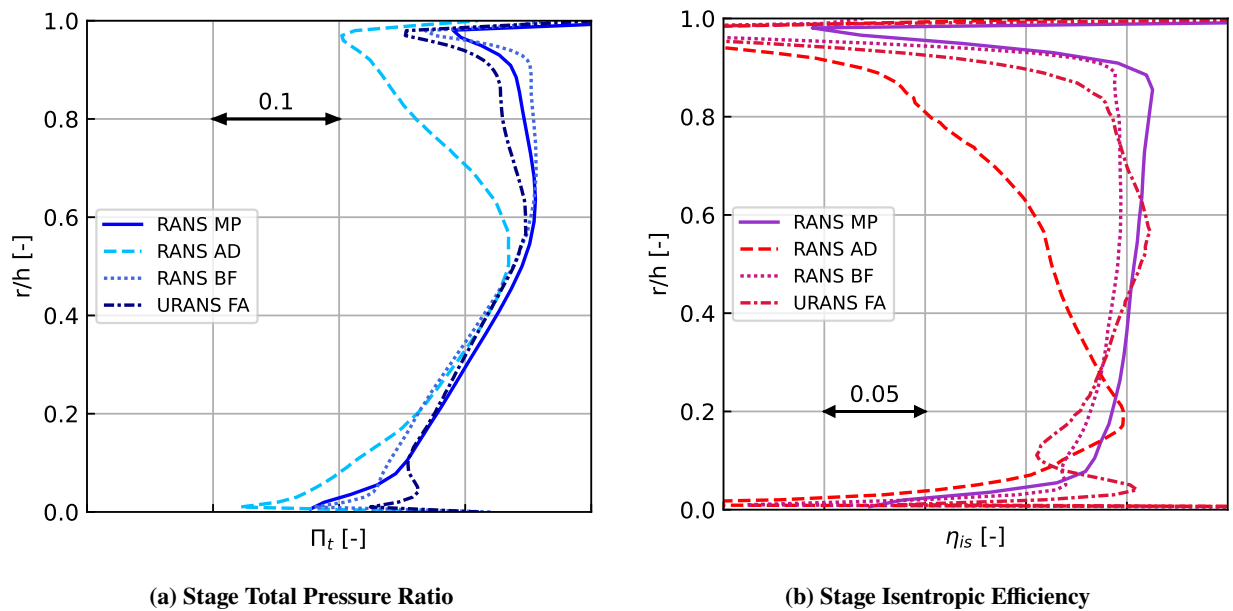 1.0
0.8
0.6
0.4
0.2
0.0
r/h [-]
0.1
RANS MP
RANS AD
RANS BF
URANS FA
Πt [-]
(a) Stage Total Pressure Ratio
1.0
0.8
0.6
0.4
0.2
0.0
r/h [-]
RANS MP
RANS AD
RANS BF
URANS FA
0.05
ηis [-]
(b) Stage Isentropic Efficiency